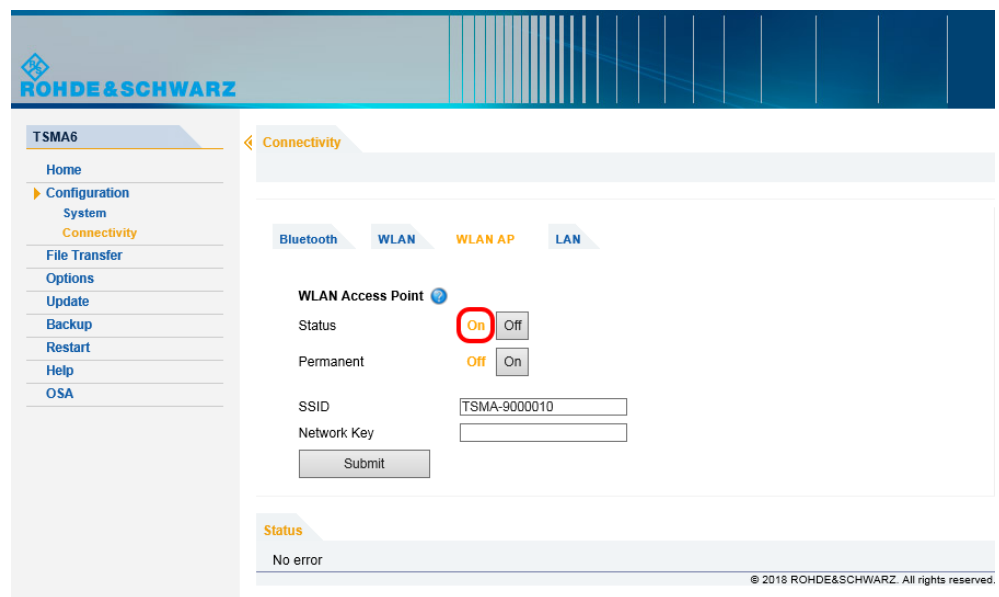 ROHDE&SCHWARZ
TSMA6
Home
Configuration
System
Connectivity
File Transfer
Options
Update
Backup
Restart
Help
OSA
Connectivity
Bluetooth WLAN WLAN AP LAN
WLAN Access Point ?
Status On Off
Permanent Off On
SSID TSMA-9000010
Network Key
Submit
Status
No error
© 2018 ROHDE&SCHWARZ. All rights reserved.